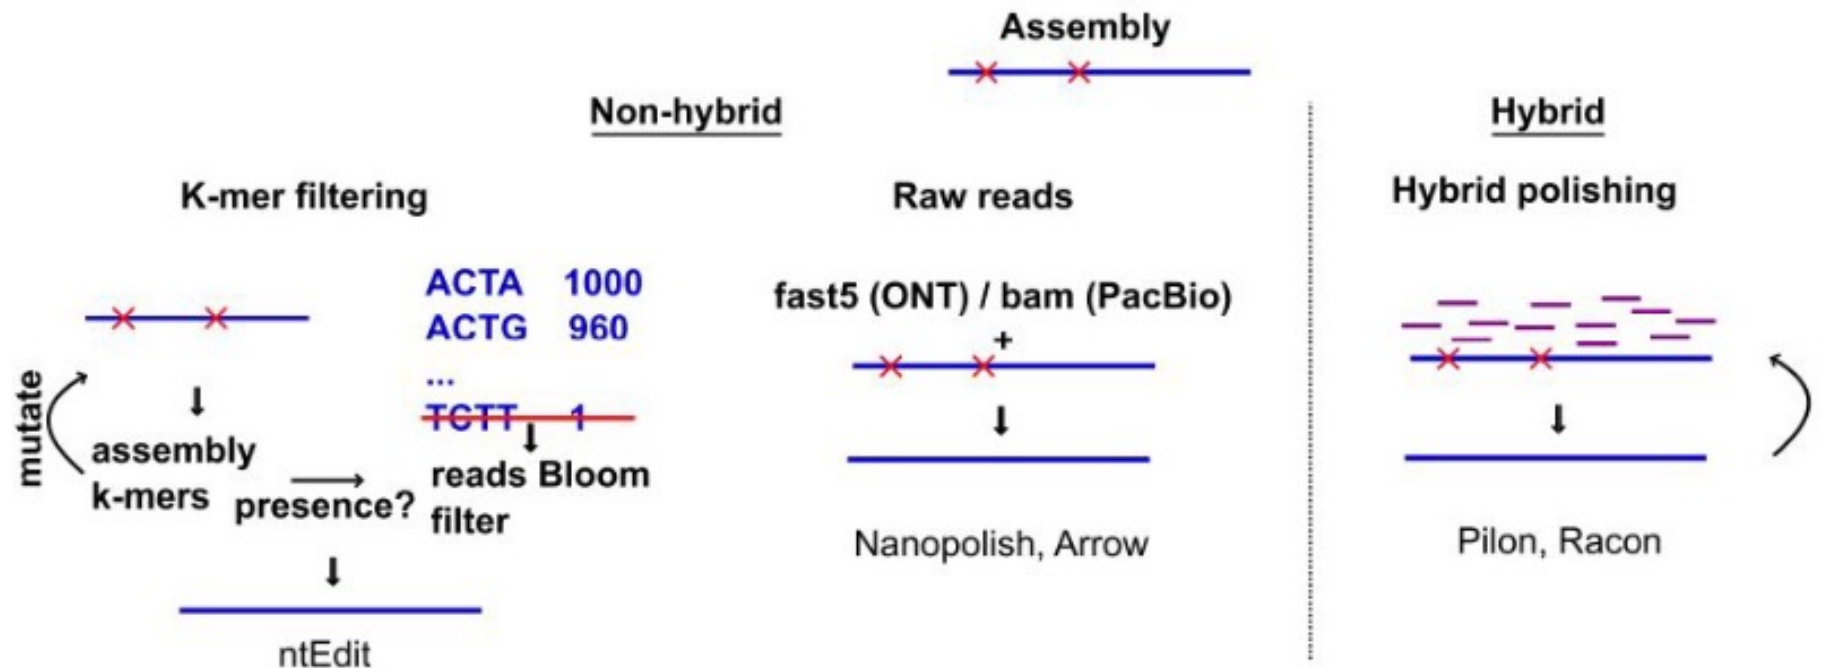 Assembly
Non-hybrid
Hybrid
K-mer filtering
Raw reads
Hybrid polishing
ACTA 1000
ACTG 960
...
TCTT 1
mutate
assembly
k-mers
presence?
reads Bloom
filter
ntEdit
fast5 (ONT) / bam (PacBio)
+
Nanopolish, Arrow
Pilon, Racon